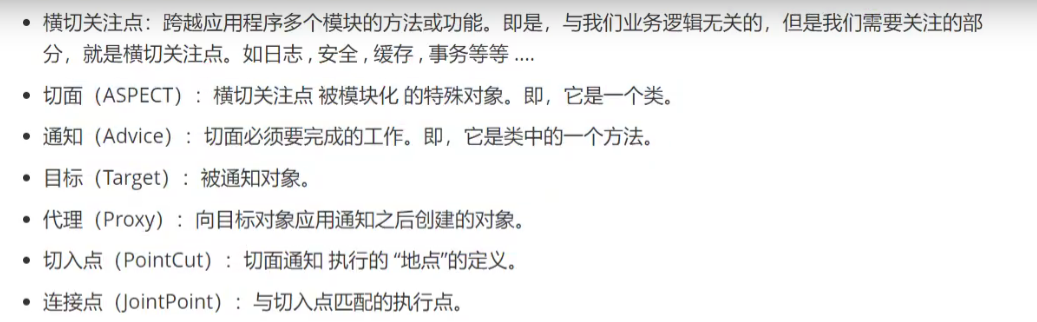 • 横切关注点：跨越应用程序多个模块的方法或功能。即是，与我们业务逻辑无关的，但是我们需要关注的部
分，就是横切关注点。如日志 , 安全 , 缓存 , 事务等等 ....
• 切面（ASPECT）：横切关注点 被模块化 的特殊对象。即，它是一个类。
• 通知（Advice）：切面必须要完成的工作。即，它是类中的一个方法。
• 目标（Target）：被通知对象。
• 代理（Proxy）：向目标对象应用通知之后创建的对象。
• 切入点（PointCut）：切面通知 执行的 “地点”的定义。
• 连接点（JointPoint）：与切入点匹配的执行点。